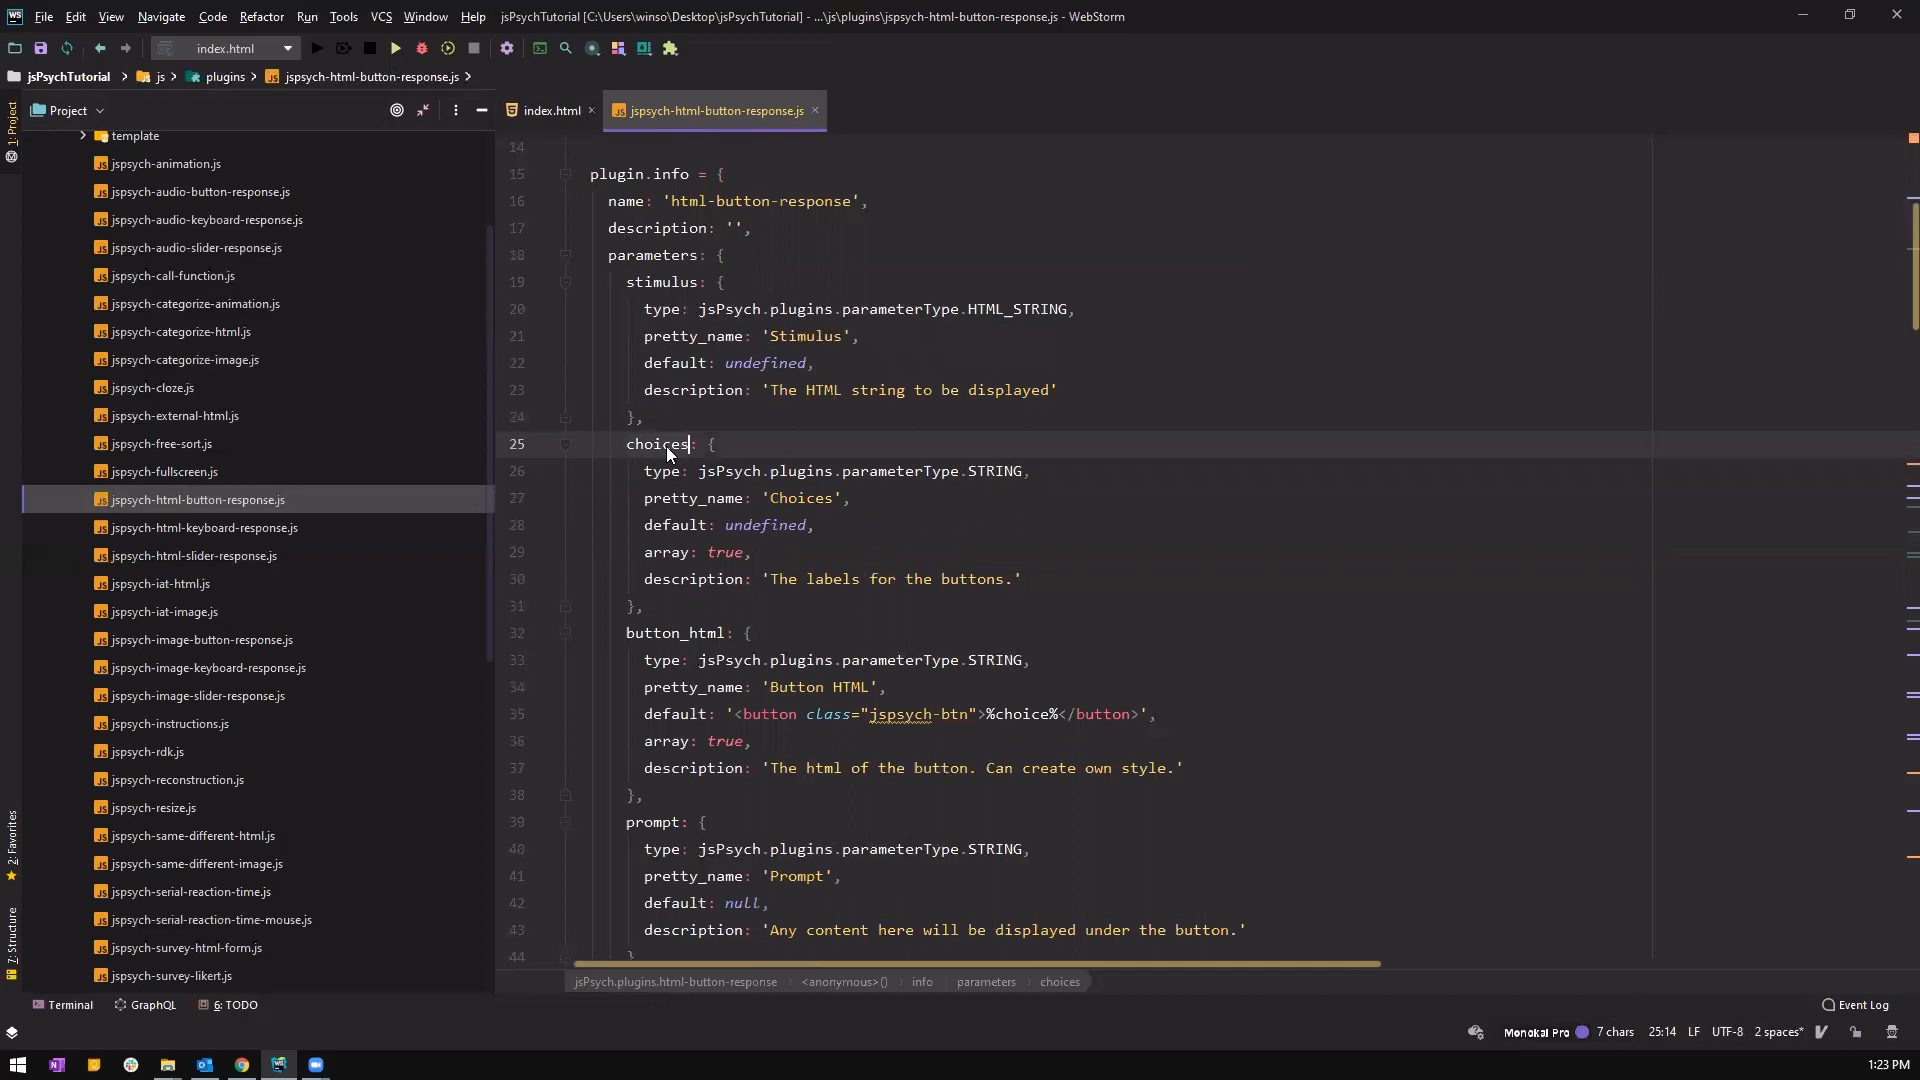 WS File Edit View Navigate Code Refactor Run Tools VCS Window Help jsPsychTutorial [C:\Users\winso\Desktop\jsPsychTutorial] - ...\js\plugins\jspsych-html-button-response.js - WebStorm
index.html
jsPsychTutorial js plugins jspsych-html-button-response.js
Project
index.html jspsych-html-button-response.js
1: Project
2: Favorites
7: Structure
template
jspsych-animation.js
jspsych-audio-button-response.js
jspsych-audio-keyboard-response.js
jspsych-audio-slider-response.js
jspsych-call-function.js
jspsych-categorize-animation.js
jspsych-categorize-html.js
jspsych-categorize-image.js
jspsych-cloze.js
jspsych-external-html.js
jspsych-free-sort.js
jspsych-fullscreen.js
jspsych-html-button-response.js
jspsych-html-keyboard-response.js
jspsych-html-slider-response.js
jspsych-iat-html.js
jspsych-iat-image.js
jspsych-image-button-response.js
jspsych-image-keyboard-response.js
jspsych-image-slider-response.js
jspsych-instructions.js
jspsych-rdk.js
jspsych-reconstruction.js
jspsych-resize.js
jspsych-same-different-html.js
jspsych-same-different-image.js
jspsych-serial-reaction-time.js
jspsych-serial-reaction-time-mouse.js
jspsych-survey-html-form.js
jspsych-survey-likert.js
14
15 plugin.info = {
16 name: 'html-button-response',
17 description: '',
18 parameters: {
19 stimulus: {
20 type: jsPsych.plugins.parameterType.HTML_STRING,
21 pretty_name: 'Stimulus',
22 default: undefined,
23 description: 'The HTML string to be displayed'
24 },
25 choices: {
26 type: jsPsych.plugins.parameterType.STRING,
27 pretty_name: 'Choices',
28 default: undefined,
29 array: true,
30 description: 'The labels for the buttons.'
31 },
32 button_html: {
33 type: jsPsych.plugins.parameterType.STRING,
34 pretty_name: 'Button HTML',
35 default: '<button class="jspsych-btn">%choice%</button>',
36 array: true,
37 description: 'The html of the button. Can create own style.'
38 },
39 prompt: {
40 type: jsPsych.plugins.parameterType.STRING,
41 pretty_name: 'Prompt',
42 default: null,
43 description: 'Any content here will be displayed under the button.'
44 }
jsPsych.plugins.html-button-response <anonymous>() info parameters choices
Terminal GraphQL 6: TODO Event Log
Monokai Pro 7 chars 25:14 LF UTF-8 2 spaces*
1:23 PM